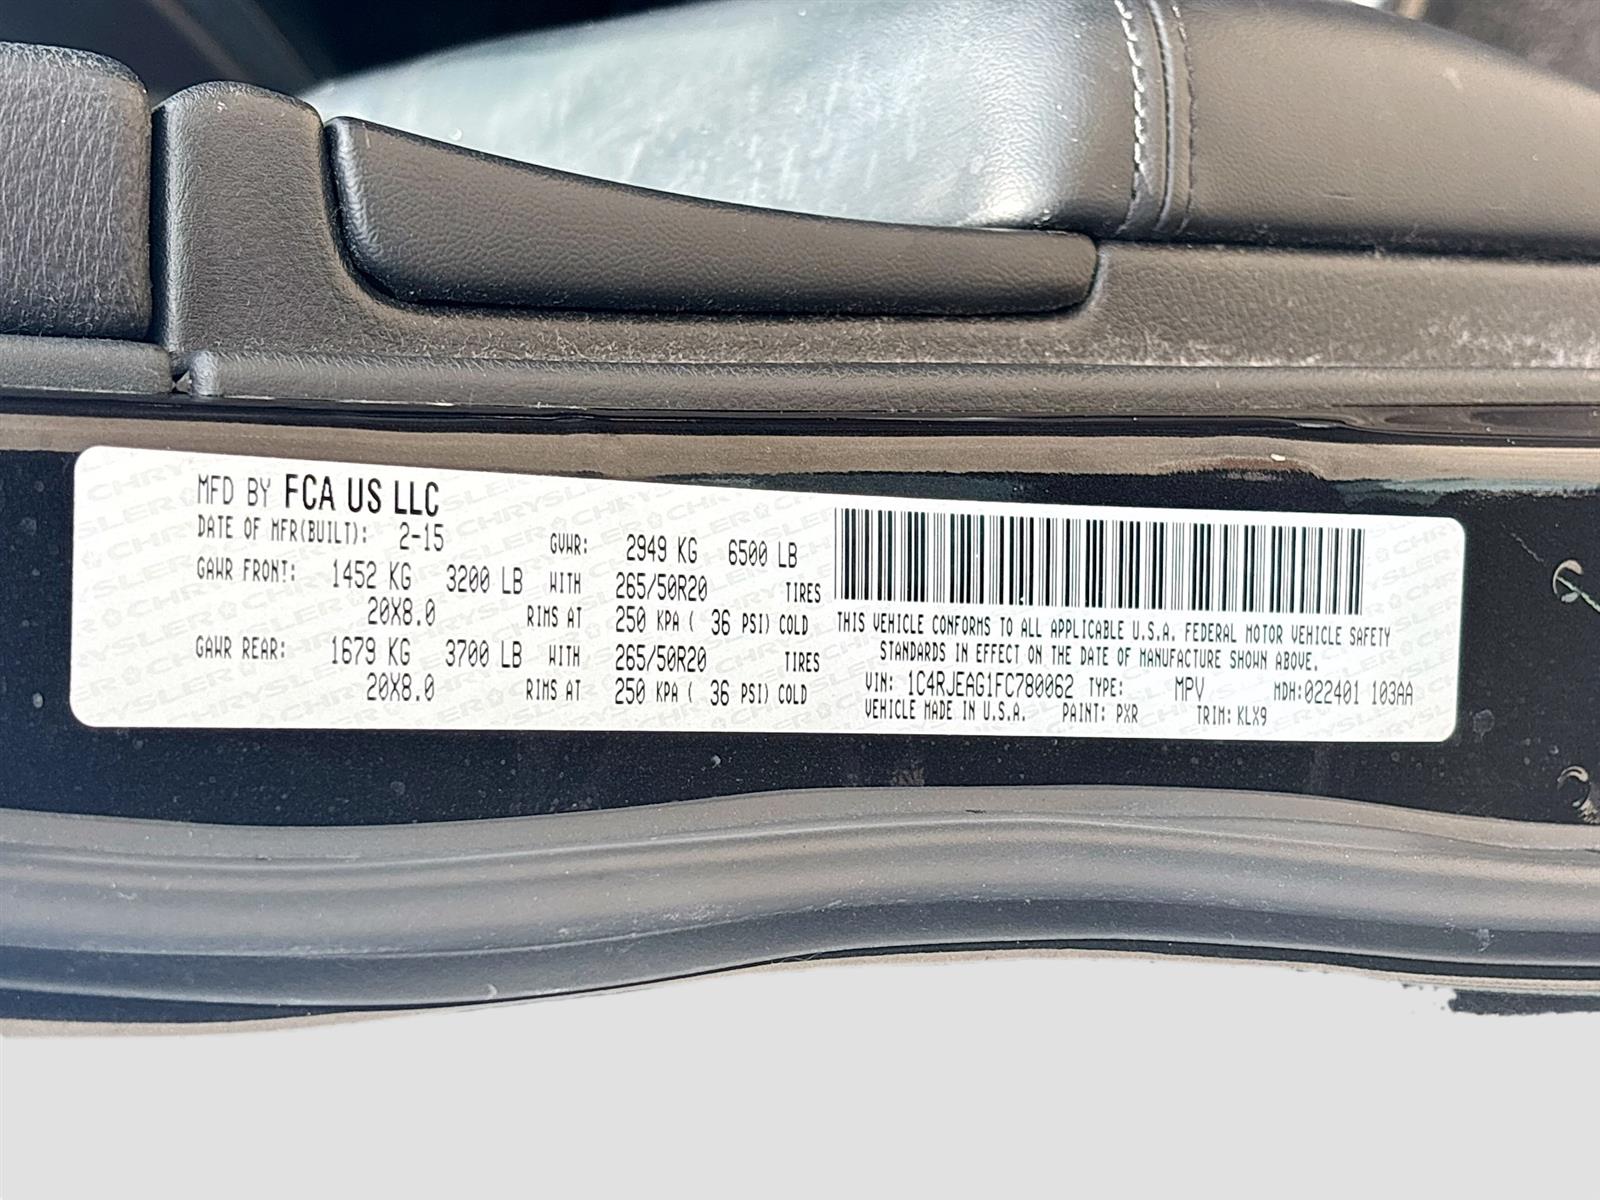 MFD BY FCA US LLC
DATE OF MFR(BUILT): 2-15 GVWR: 2949 KG 6500 LB
GAWR FRONT: 1452 KG 3200 LB WITH 265/50R20 TIRES
20X8.0 RIMS AT 250 KPA ( 36 PSI) COLD
GAWR REAR: 1679 KG 3700 LB WITH 265/50R20 TIRES
20X8.0 RIMS AT 250 KPA ( 36 PSI) COLD
THIS VEHICLE CONFORMS TO ALL APPLICABLE U.S.A. FEDERAL MOTOR VEHICLE SAFETY
STANDARDS IN EFFECT ON THE DATE OF MANUFACTURE SHOWN ABOVE.
VIN: 1C4RJEAG1FC780062 TYPE: MPV MDH:022401 103AA
VEHICLE MADE IN U.S.A. PAINT: PXR TRIM: KLX9